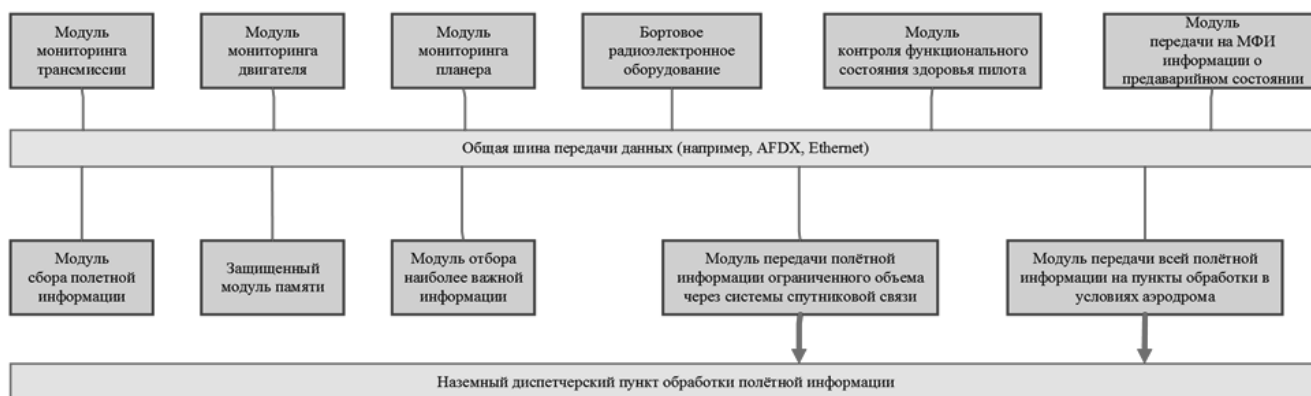 Модуль
мониторинга
трансмиссии
Модуль
мониторинга
двигателя
Модуль
мониторинга
планера
Бортовое
радиоэлектронное
оборудование
Модуль
контроля функционального
состояния здоровья пилота
Модуль
передачи на МФИ
информации о
предаварийном состоянии
Общая шина передачи данных (например, AFDX, Ethernet)
Модуль
сбора полетной
информации
Защищенный
модуль памяти
Модуль отбора
наиболее важной
информации
Модуль передачи полётной
информации ограниченного объема
через системы спутниковой связи
Модуль передачи всей полётной
информации на пункты обработки в
условиях аэродрома
Наземный диспетчерский пункт обработки полётной информации